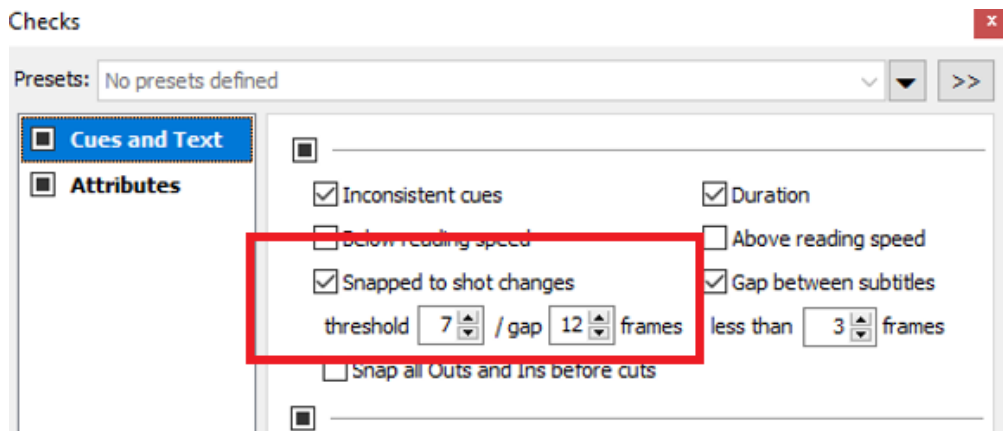 Checks
x
Presets: No presets defined >>
Cues and Text
Attributes
Inconsistent cues Duration
Below reading speed Above reading speed
Snapped to shot changes Gap between subtitles
threshold 7 / gap 12 frames less than 3 frames
Snap all Outs and Ins before cuts